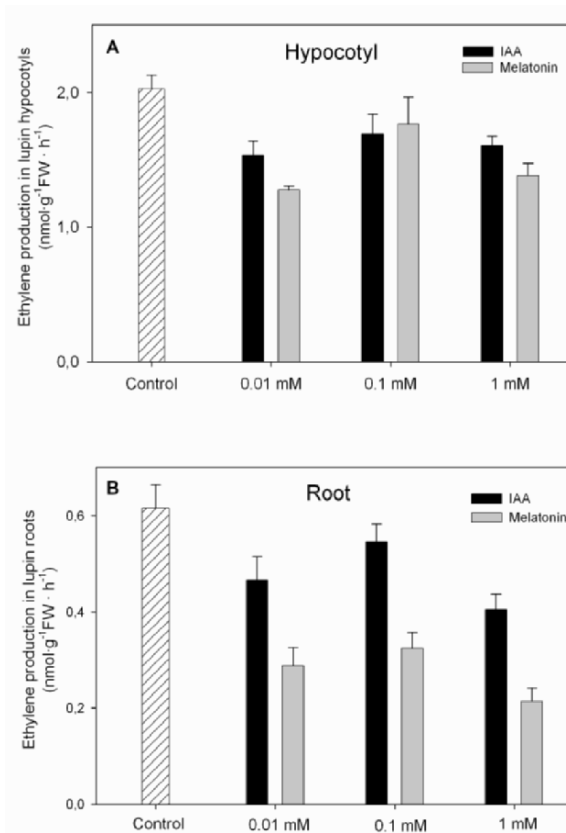 A
Hypocotyl
IAA
Melatonin
Ethylene production in lupin hypocotyls
(nmol·g⁻¹FW · h⁻¹)
2,0
1,0
0,0
Control
0.01 mM
0.1 mM
1 mM
B
Root
IAA
Melatonin
Ethylene production in lupin roots
(nmol·g⁻¹FW · h⁻¹)
0,6
0,4
0,2
0,0
Control
0.01 mM
0.1 mM
1 mM